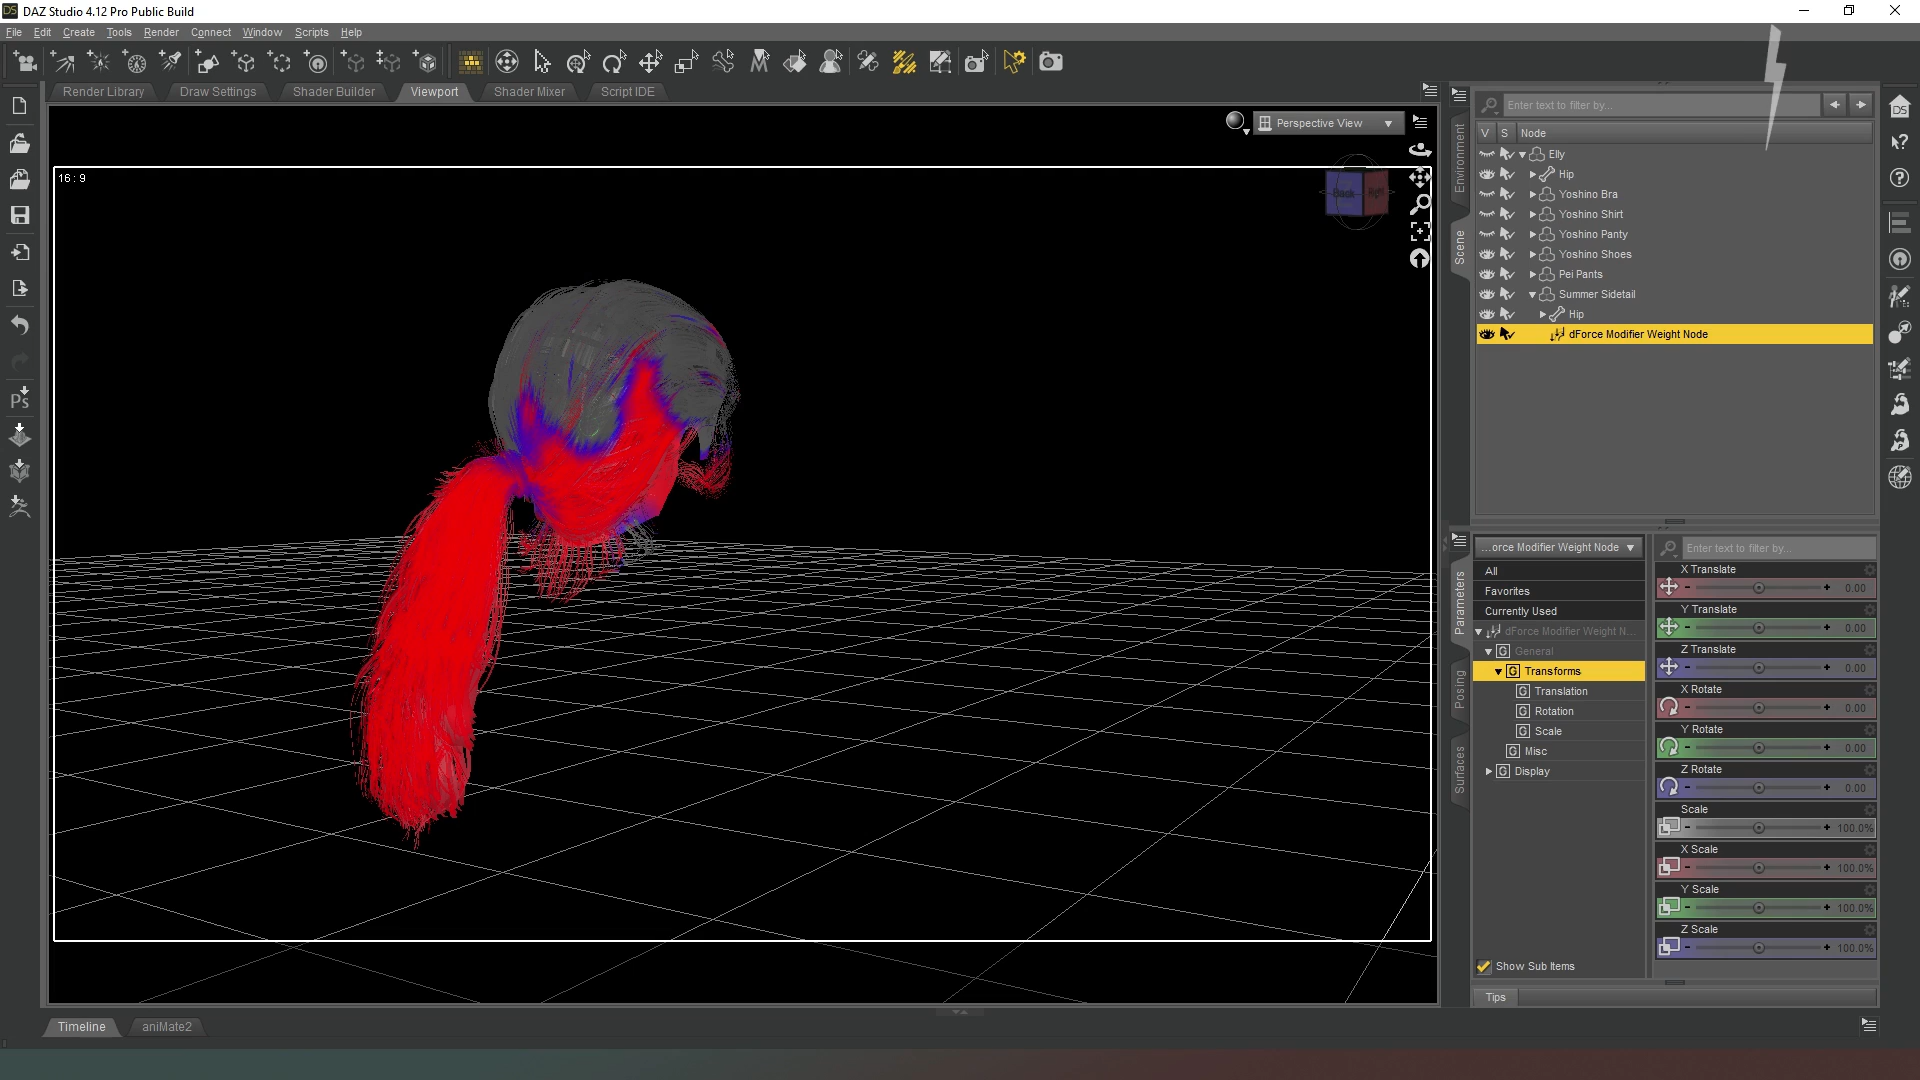 DAZ Studio 4.12 Pro Public Build
File Edit Create Tools Render Connect Window Scripts Help
Render Library Draw Settings Shader Builder Viewport Shader Mixer Script IDE
Perspective View
16 : 9
Back
Right
Environment
Scene
Enter text to filter by...
V S Node
Elly
Hip
Yoshino Bra
Yoshino Shirt
Yoshino Panty
Yoshino Shoes
Pei Pants
Summer Sidetail
Hip
dForce Modifier Weight Node
Ps
Parameters
Posing
Surfaces
...orce Modifier Weight Node
All
Favorites
Currently Used
dForce Modifier Weight N...
G General
G Transforms
G Translation
G Rotation
G Scale
G Misc
G Display
Show Sub Items
Enter text to filter by...
X Translate
- + 0.00
Y Translate
- + 0.00
Z Translate
- + 0.00
X Rotate
- + 0.00
Y Rotate
- + 0.00
Z Rotate
- + 0.00
Scale
- + 100.0%
X Scale
- + 100.0%
Y Scale
- + 100.0%
Z Scale
- + 100.0%
Tips
Timeline aniMate2